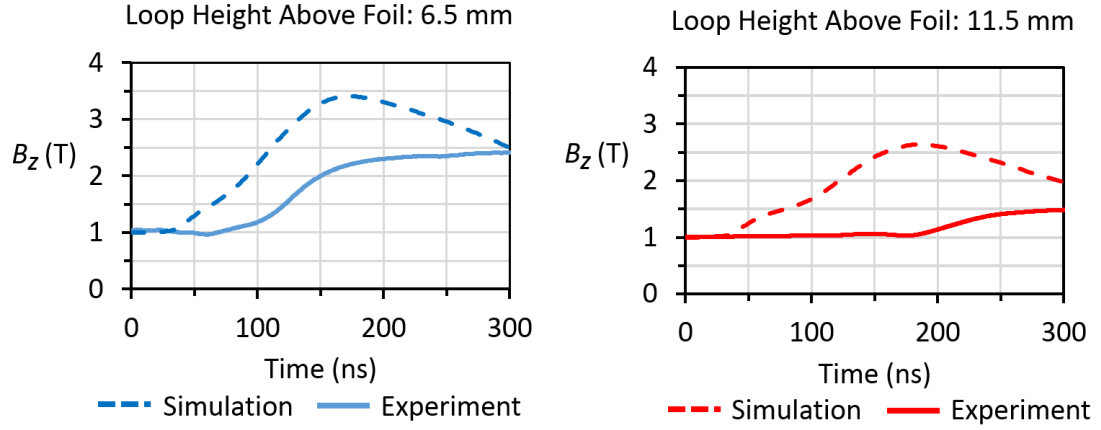 Loop Height Above Foil: 6.5 mm
4
3
B_z (T)
2
1
0
0 100 200 300
Time (ns)
Simulation Experiment
Loop Height Above Foil: 11.5 mm
4
3
B_z (T)
2
1
0
0 100 200 300
Time (ns)
Simulation Experiment